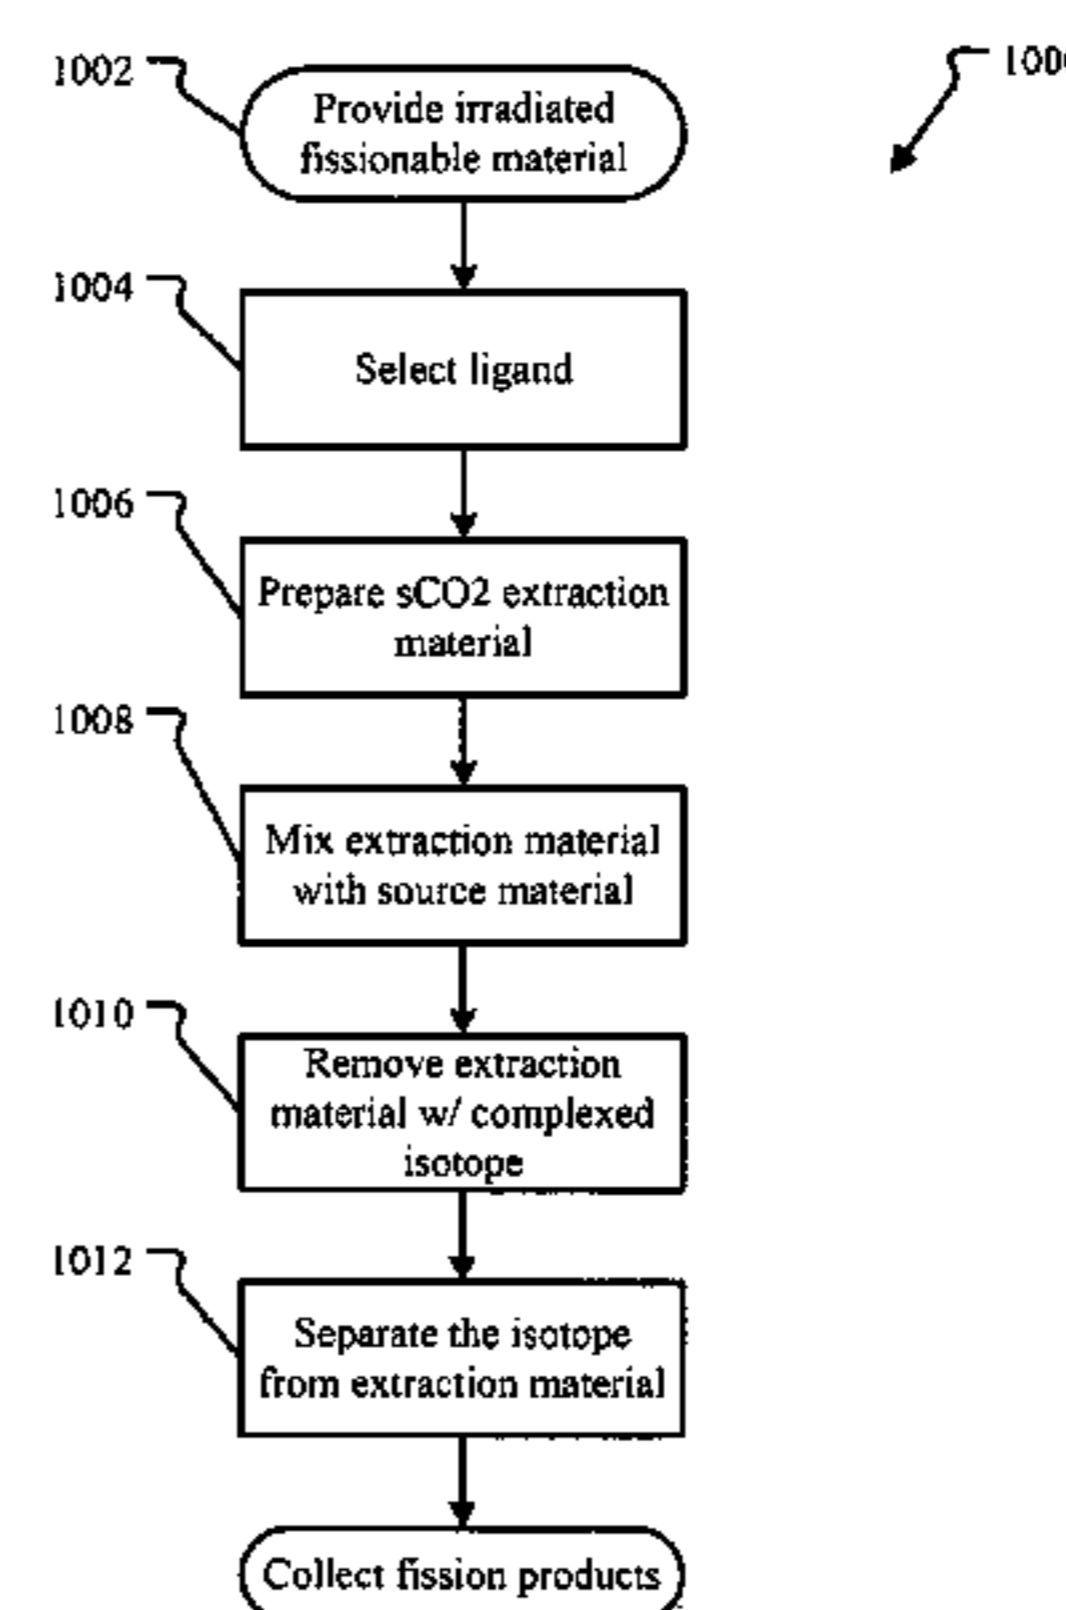 1002
Provide irradiated
fissionable material
1004
Select ligand
1006
Prepare sCO2 extraction
material
1008
Mix extraction material
with source material
1010
Remove extraction
material w/ complexed
isotope
1012
Separate the isotope
from extraction material
Collect fission products